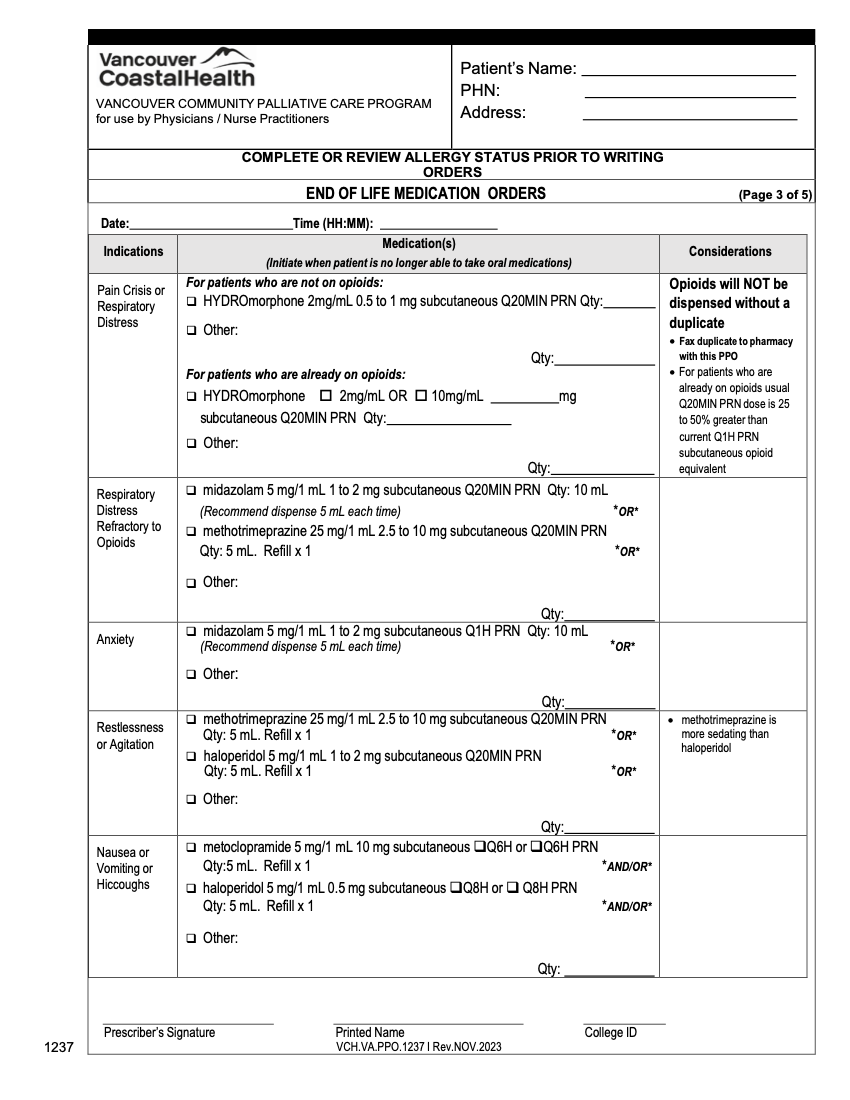 Vancouver
CoastalHealth
VANCOUVER COMMUNITY PALLIATIVE CARE PROGRAM
for use by Physicians / Nurse Practitioners
Patient's Name: ____________________
PHN: ____________________
Address: ____________________
COMPLETE OR REVIEW ALLERGY STATUS PRIOR TO WRITING
ORDERS
END OF LIFE MEDICATION ORDERS (Page 3 of 5)
Date:____________________Time (HH:MM): ______________
Indications
Medication(s)
(Initiate when patient is no longer able to take oral medications)
Considerations
Pain Crisis or
Respiratory
Distress
For patients who are not on opioids:
❑ HYDROmorphone 2mg/mL 0.5 to 1 mg subcutaneous Q20MIN PRN Qty:_______
❑ Other:
Qty:_____________
For patients who are already on opioids:
❑ HYDROmorphone ❑ 2mg/mL OR ❑ 10mg/mL _________mg
subcutaneous Q20MIN PRN Qty:________________
❑ Other:
Qty:_____________
Opioids will NOT be
dispensed without a
duplicate
• Fax duplicate to pharmacy
with this PPO
• For patients who are
already on opioids usual
Q20MIN PRN dose is 25
to 50% greater than
current Q1H PRN
subcutaneous opioid
equivalent
Respiratory
Distress
Refractory to
Opioids
❑ midazolam 5 mg/1 mL 1 to 2 mg subcutaneous Q20MIN PRN Qty: 10 mL
(Recommend dispense 5 mL each time) *OR*
❑ methotrimeprazine 25 mg/1 mL 2.5 to 10 mg subcutaneous Q20MIN PRN
Qty: 5 mL. Refill x 1 *OR*
❑ Other:
Qty:____________
Anxiety
❑ midazolam 5 mg/1 mL 1 to 2 mg subcutaneous Q1H PRN Qty: 10 mL
(Recommend dispense 5 mL each time) *OR*
❑ Other:
Qty:____________
Restlessness
or Agitation
❑ methotrimeprazine 25 mg/1 mL 2.5 to 10 mg subcutaneous Q20MIN PRN
Qty: 5 mL. Refill x 1 *OR*
❑ haloperidol 5 mg/1 mL 1 to 2 mg subcutaneous Q20MIN PRN
Qty: 5 mL. Refill x 1 *OR*
❑ Other:
Qty:____________
• methotrimeprazine is
more sedating than
haloperidol
Nausea or
Vomiting or
Hiccoughs
❑ metoclopramide 5 mg/1 mL 10 mg subcutaneous ❑Q6H or ❑Q6H PRN
Qty:5 mL. Refill x 1 *AND/OR*
❑ haloperidol 5 mg/1 mL 0.5 mg subcutaneous ❑Q8H or ❑ Q8H PRN
Qty: 5 mL. Refill x 1 *AND/OR*
❑ Other:
Qty: ____________
Prescriber's Signature
Printed Name
College ID
1237
VCH.VA.PPO.1237 I Rev.NOV.2023